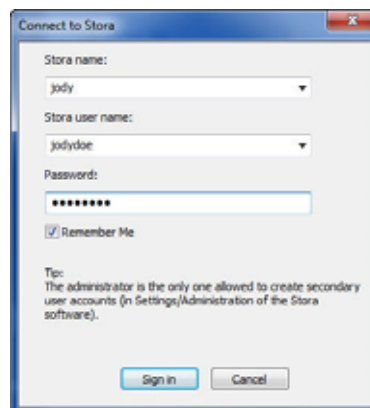 Connect to Stora
Stora name:
jody
Stora user name:
jodydoe
Password:
••••••••
Remember Me
Tip:
The administrator is the only one allowed to create secondary
user accounts (in Settings/Administration of the Stora
software).
Sign in
Cancel